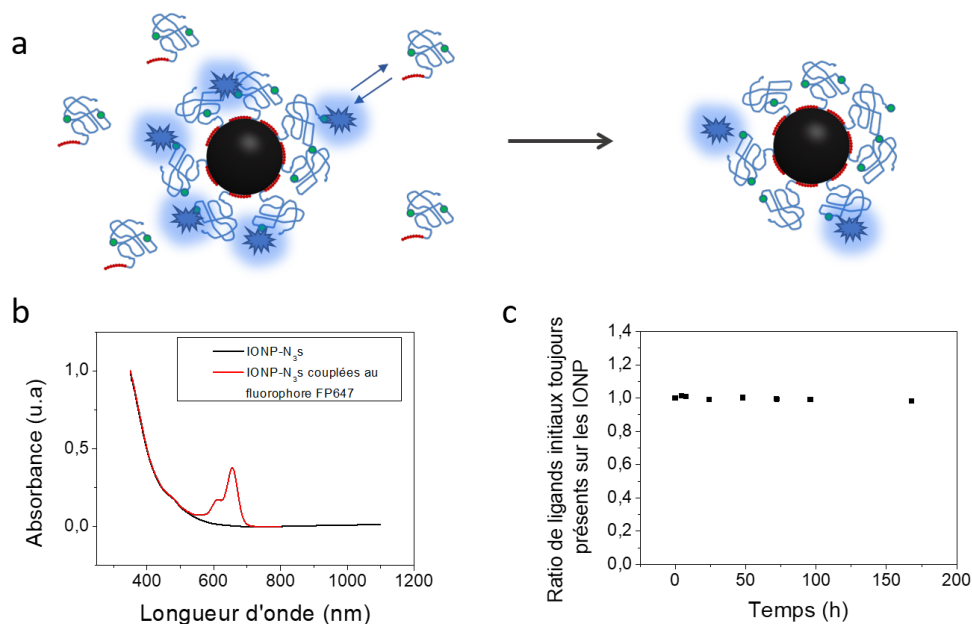 a
b
Absorbance (u.a)
1,0
0,5
0,0
IONP-N₃s
IONP-N₃s couplées au
fluorophore FP647
400 600 800 1000 1200
Longueur d'onde (nm)
c
Ratio de ligands initiaux toujours
présents sur les IONP
1,4
1,2
1,0
0,8
0,6
0,4
0,2
0,0
0 50 100 150 200
Temps (h)